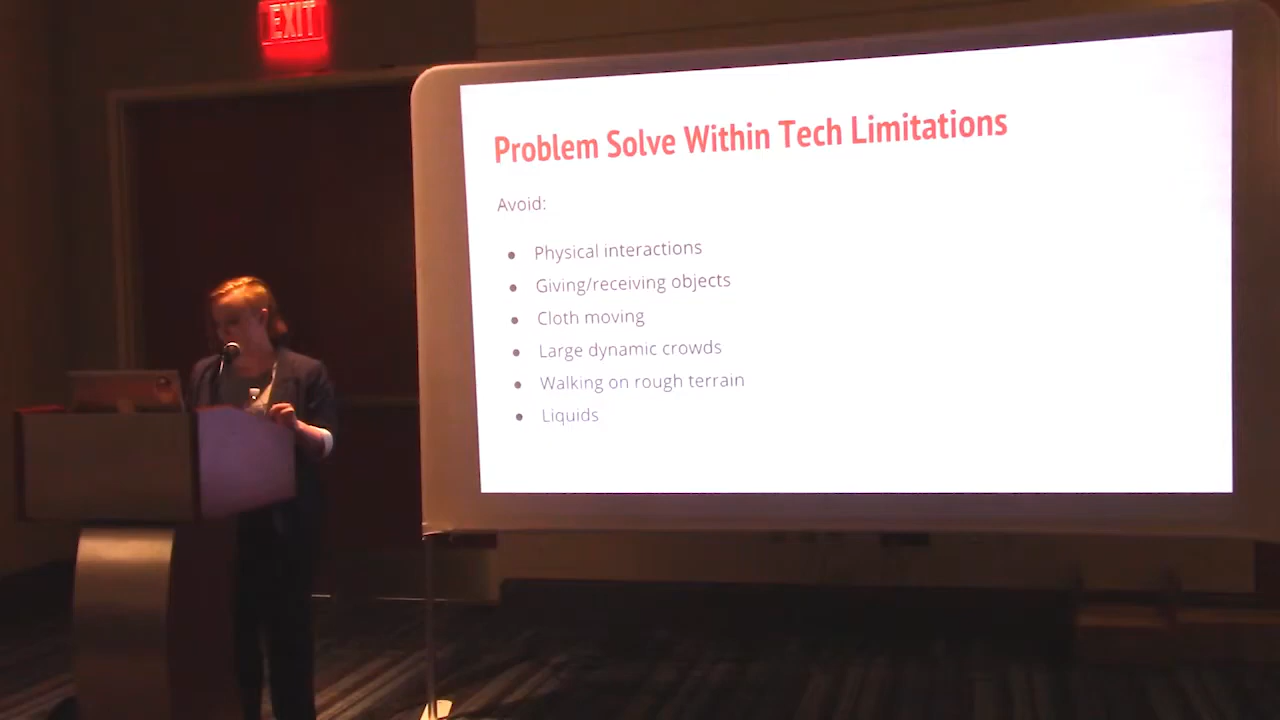 EXIT
Problem Solve Within Tech Limitations
Avoid:
● Physical interactions
● Giving/receiving objects
● Cloth moving
● Large dynamic crowds
● Walking on rough terrain
● Liquids